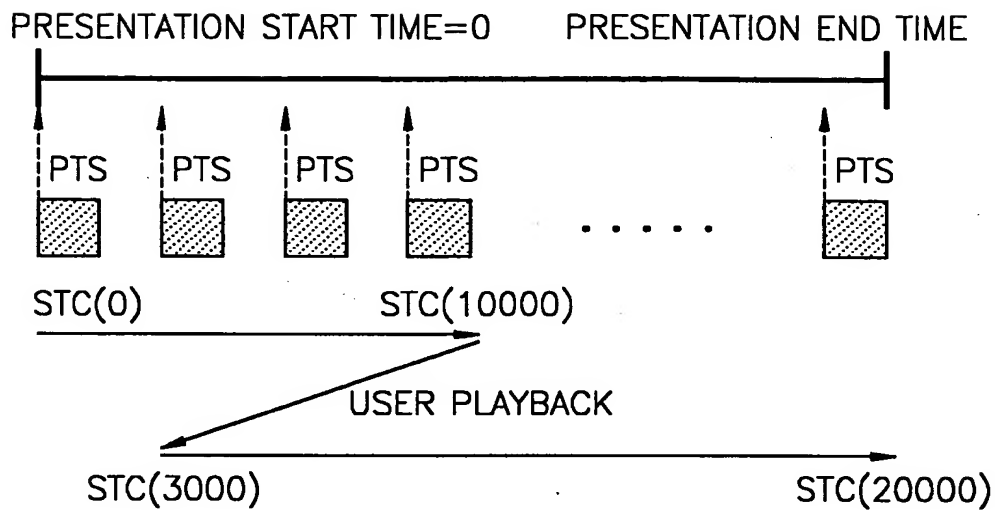 PRESENTATION START TIME=0 PRESENTATION END TIME
PTS PTS PTS PTS PTS
STC(0) STC(10000)
USER PLAYBACK
STC(3000) STC(20000)